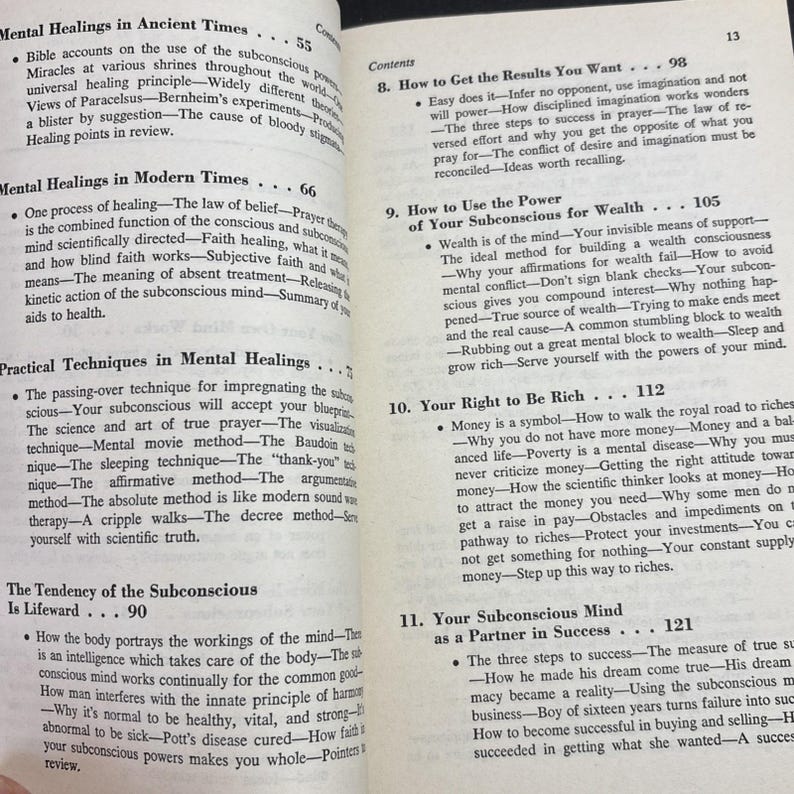 Contents
Mental Healings in Ancient Times . . . 55
• Bible accounts on the use of the subconscious powers—
Miracles at various shrines throughout the world—One
universal healing principle—Widely different theories—
Views of Paracelsus—Bernheim's experiments—Producing
a blister by suggestion—The cause of bloody stigmata—
Healing points in review.
Mental Healings in Modern Times . . . 66
• One process of healing—The law of belief—Prayer therapy
is the combined function of the conscious and subconscious
mind scientifically directed—Faith healing, what it means,
and how blind faith works—Subjective faith and what it
means—The meaning of absent treatment—Releasing the
kinetic action of the subconscious mind—Summary of your
aids to health.
Practical Techniques in Mental Healings . . . 75
• The passing-over technique for impregnating the subcon-
scious—Your subconscious will accept your blueprint—
The science and art of true prayer—The visualization
technique—Mental movie method—The Baudoin tech-
nique—The sleeping technique—The "thank-you" tech-
nique—The affirmative method—The argumentative
method—The absolute method is like modern sound wave
therapy—A cripple walks—The decree method—Serve
yourself with scientific truth.
The Tendency of the Subconscious
Is Lifeward . . . 90
• How the body portrays the workings of the mind—There
is an intelligence which takes care of the body—The sub-
conscious mind works continually for the common good—
How man interferes with the innate principle of harmony
—Why it's normal to be healthy, vital, and strong—It's
abnormal to be sick—Pott's disease cured—How faith in
your subconscious powers makes you whole—Pointers to
review.
Contents 13
8. How to Get the Results You Want . . . 98
• Easy does it—Infer no opponent, use imagination and not
will power—How disciplined imagination works wonders
—The three steps to success in prayer—The law of re-
versed effort and why you get the opposite of what you
pray for—The conflict of desire and imagination must be
reconciled—Ideas worth recalling.
9. How to Use the Power
of Your Subconscious for Wealth . . . 105
• Wealth is of the mind—Your invisible means of support—
The ideal method for building a wealth consciousness
—Why your affirmations for wealth fail—How to avoid
mental conflict—Don't sign blank checks—Your subcon-
scious gives you compound interest—Why nothing hap-
pened—True source of wealth—Trying to make ends meet
and the real cause—A common stumbling block to wealth
—Rubbing out a great mental block to wealth—Sleep and
grow rich—Serve yourself with the powers of your mind.
10. Your Right to Be Rich . . . 112
• Money is a symbol—How to walk the royal road to riches
—Why you do not have more money—Money and a bal-
anced life—Poverty is a mental disease—Why you mus
never criticize money—Getting the right attitude towar
money—How the scientific thinker looks at money—Ho
to attract the money you need—Why some men do n
get a raise in pay—Obstacles and impediments on t
pathway to riches—Protect your investments—You ca
not get something for nothing—Your constant supply
money—Step up this way to riches.
11. Your Subconscious Mind
as a Partner in Success . . . 121
• The three steps to success—The measure of true su
—How he made his dream come true—His dream
macy became a reality—Using the subconscious m
business—Boy of sixteen years turns failure into suc
How to become successful in buying and selling—H
succeeded in getting what she wanted—A succes